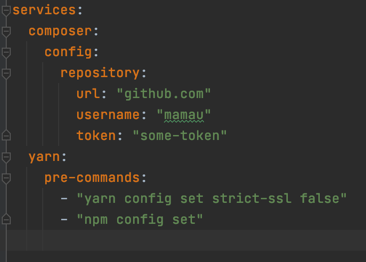 services:
  composer:
    config:
      repository:
        url: "github.com"
        username: "mamau"
        token: "some-token"
  yarn:
    pre-commands:
      - "yarn config set strict-ssl false"
      - "npm config set"